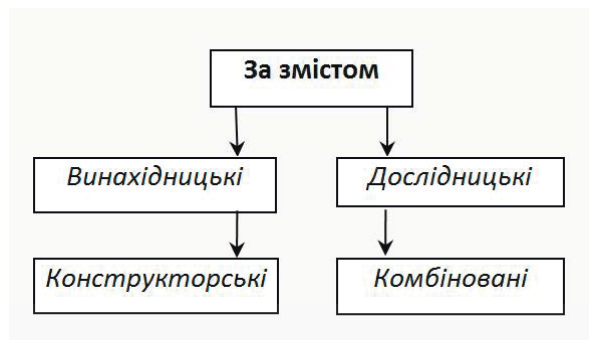 За змістом
Винахідницькі
Дослідницькі
Конструкторські
Комбіновані